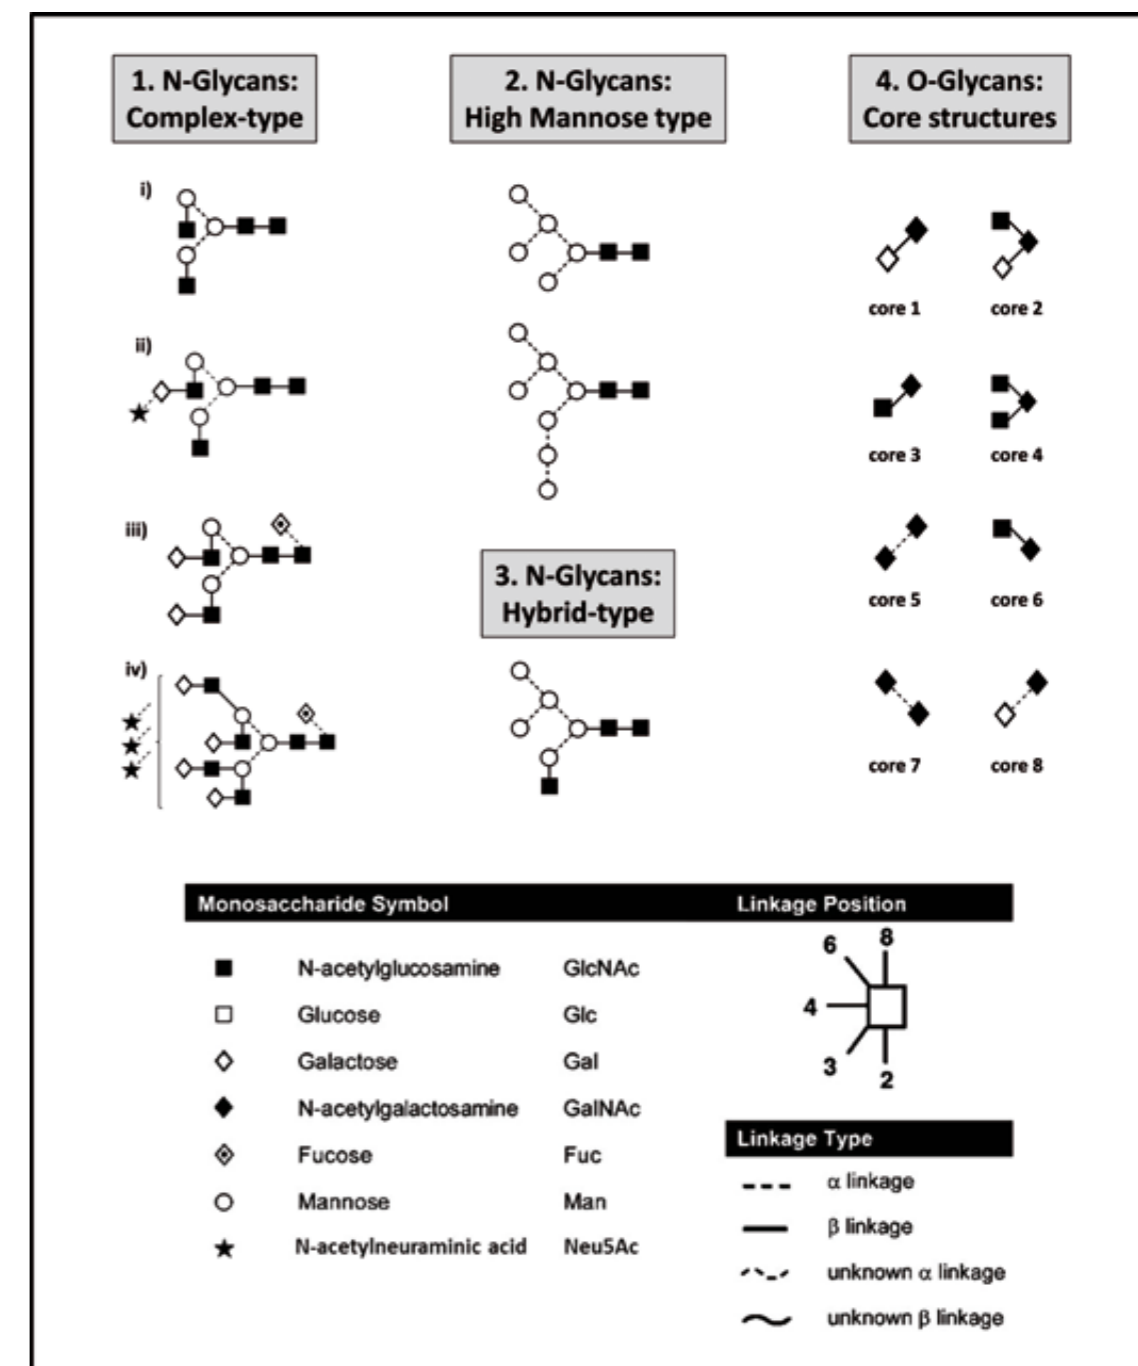 1. N-Glycans:
Complex-type
i)
ii)
iii)
iv)
2. N-Glycans:
High Mannose type
3. N-Glycans:
Hybrid-type
4. O-Glycans:
Core structures
core 1 core 2
core 3 core 4
core 5 core 6
core 7 core 8
Monosaccharide Symbol
N-acetylglucosamine GlcNAc
Glucose Glc
Galactose Gal
N-acetylgalactosamine GalNAc
Fucose Fuc
Mannose Man
N-acetylneuraminic acid Neu5Ac
Linkage Position
6 8
4
3 2
Linkage Type
α linkage
β linkage
unknown α linkage
unknown β linkage